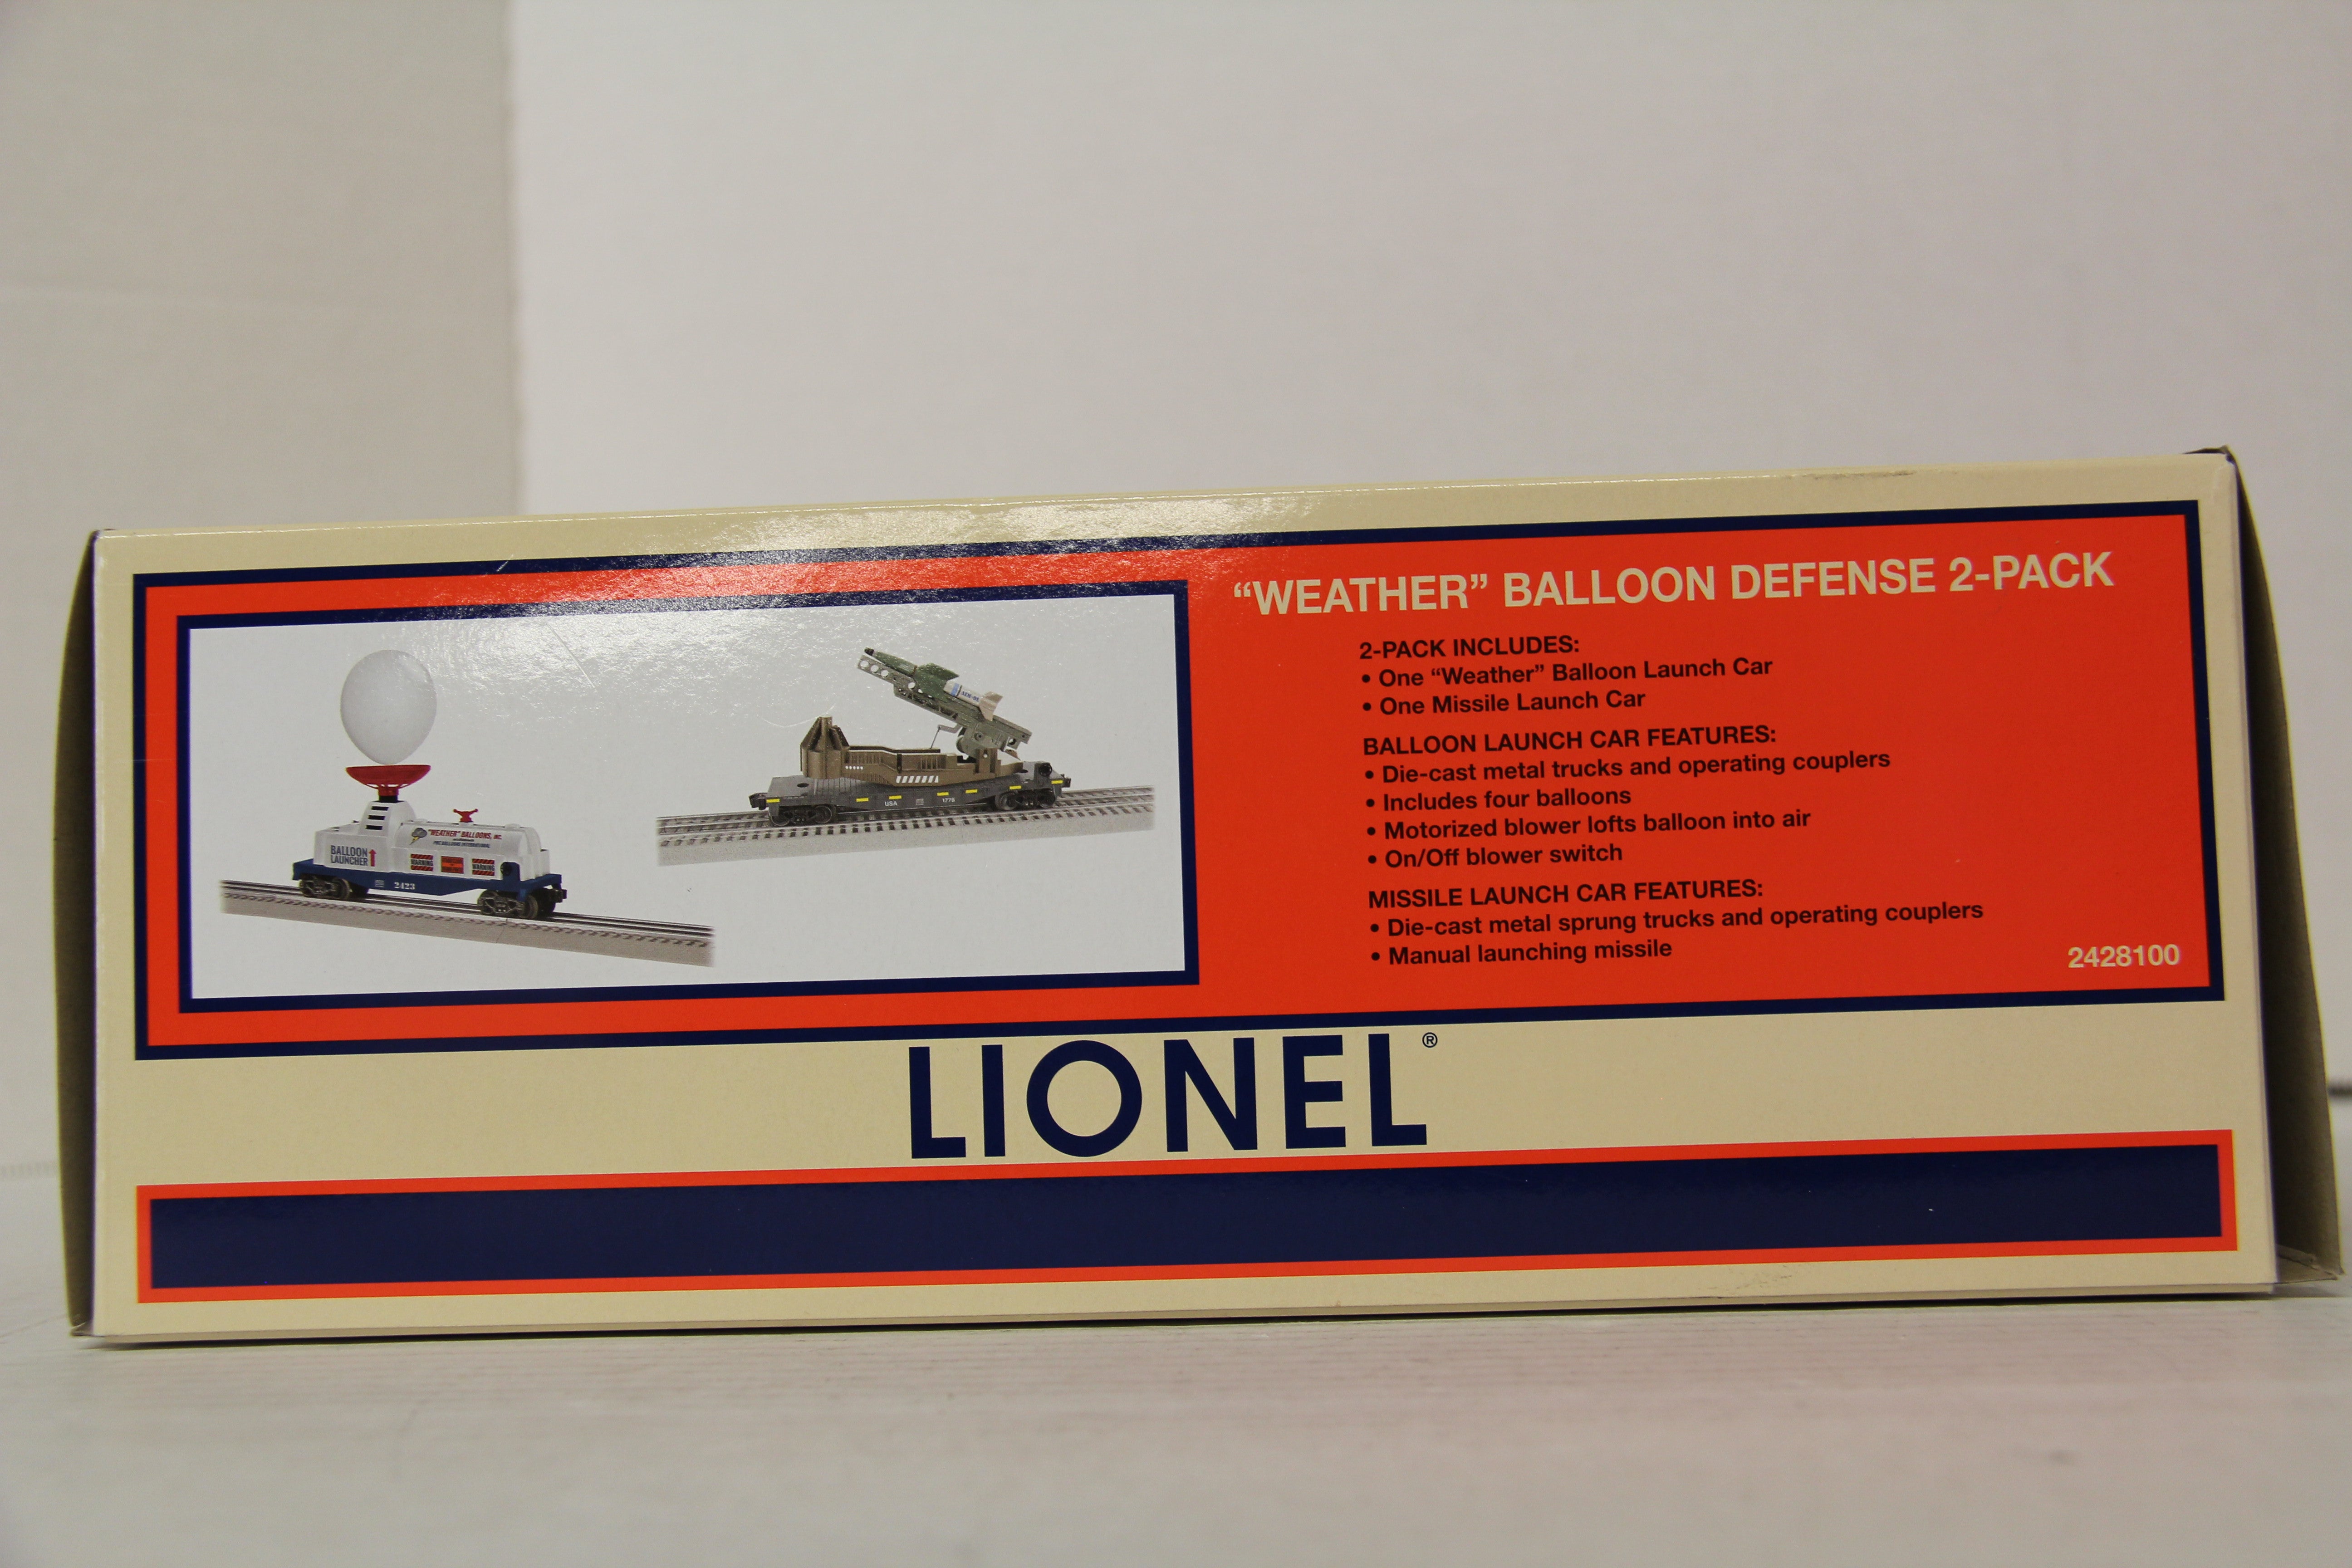 “WEATHER” BALLOON DEFENSE 2-PACK
2-PACK INCLUDES:
• One “Weather” Balloon Launch Car
• One Missile Launch Car
BALLOON LAUNCH CAR FEATURES:
• Die-cast metal trucks and operating couplers
• Includes four balloons
• Motorized blower lofts balloon into air
• On/Off blower switch
MISSILE LAUNCH CAR FEATURES:
• Die-cast metal sprung trucks and operating couplers
• Manual launching missile
2428100
"WEATHER" BALLOONS, INC.
BALLOON
LAUNCHER
WARNING
WARNING
2423
USA
1776
LIONEL®